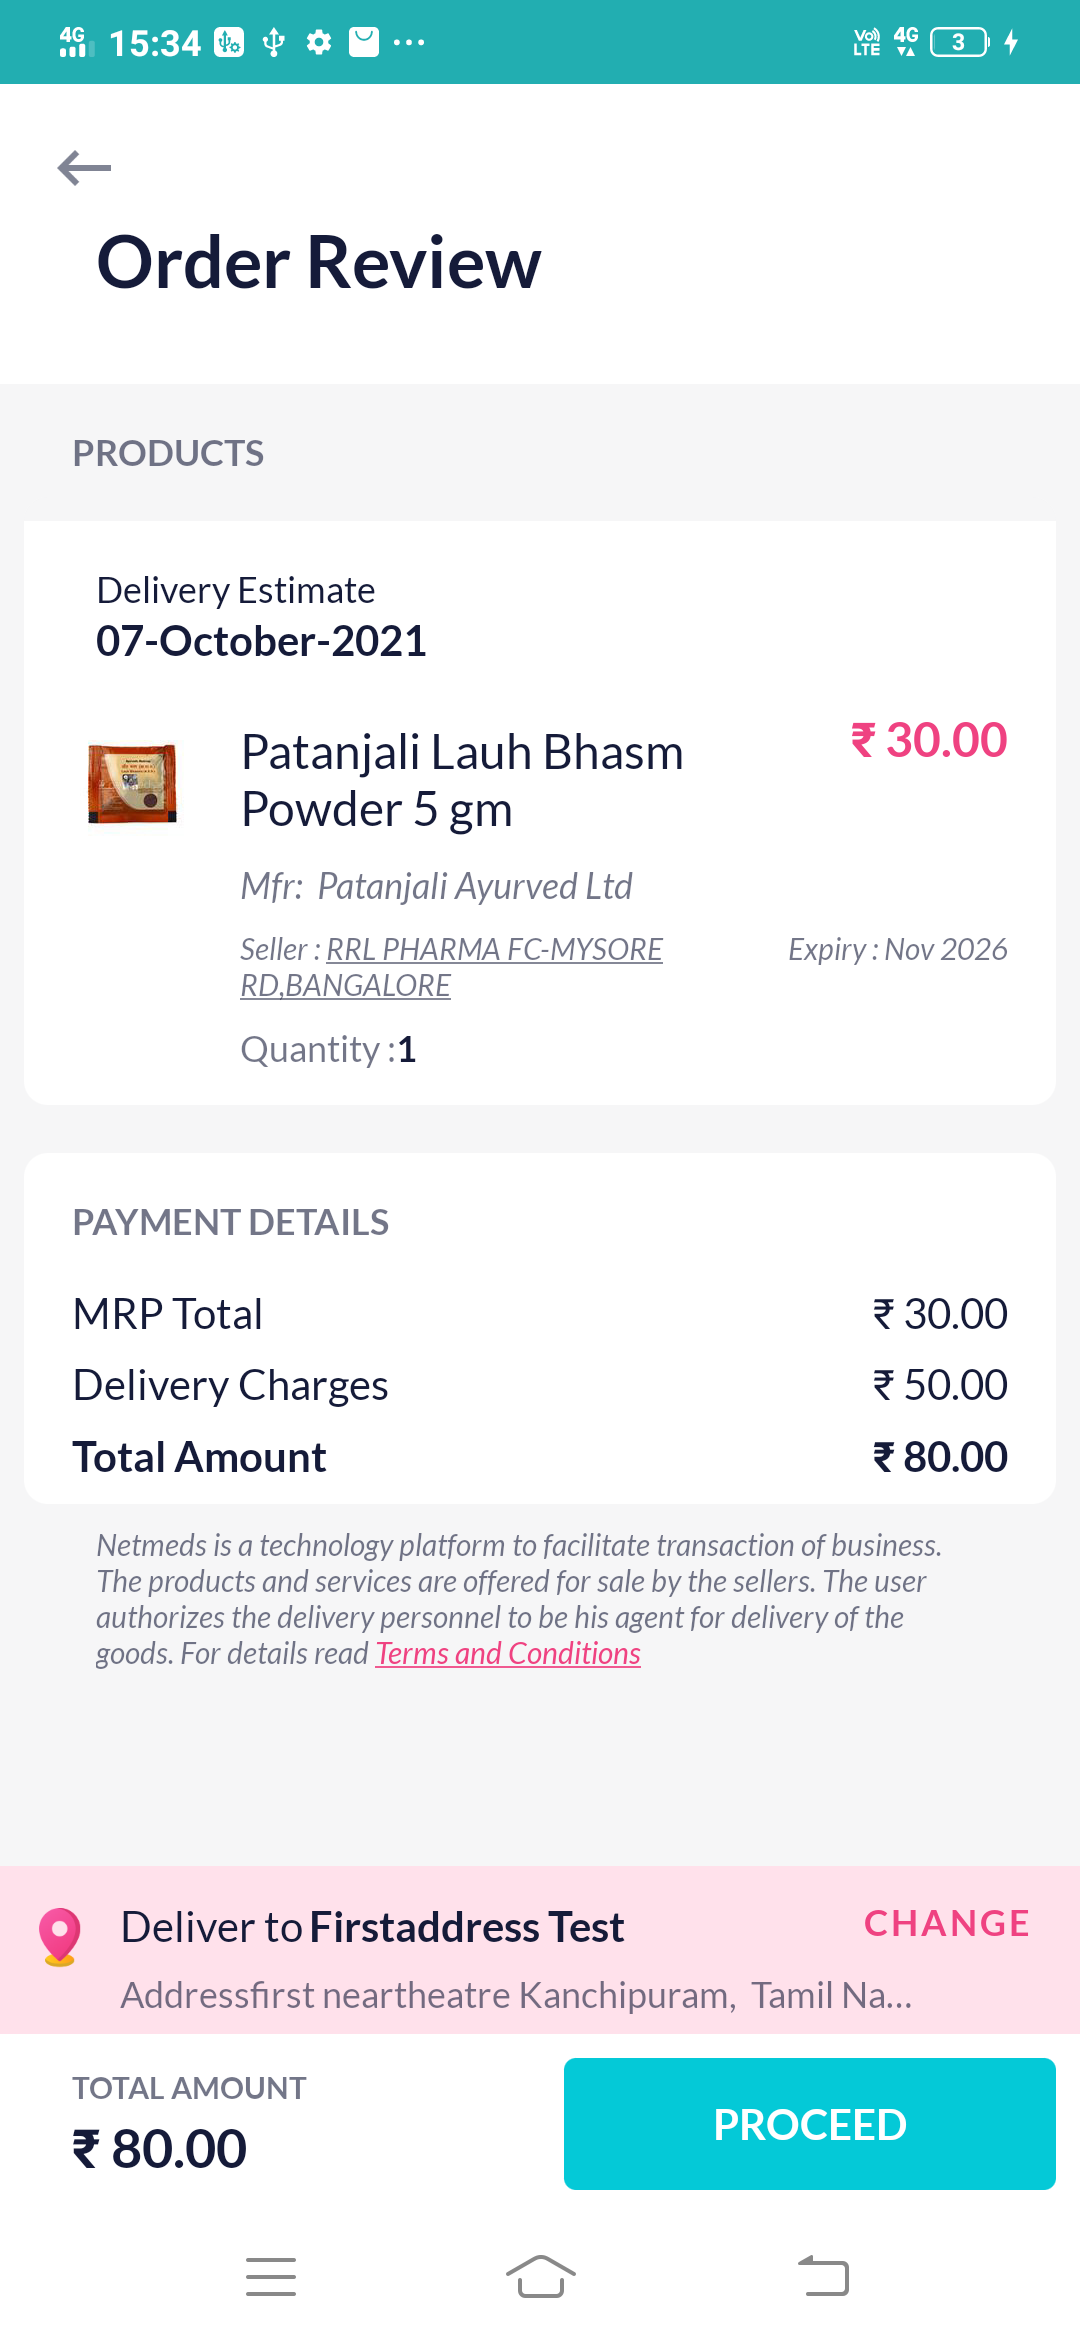 4G 15:34 Vo) LTE 4G 3
Order Review
PRODUCTS
Delivery Estimate
07-October-2021
Patanjali Lauh Bhasm ₹ 30.00
Powder 5 gm
Mfr: Patanjali Ayurved Ltd
Seller : RRL PHARMA FC-MYSORE Expiry : Nov 2026
RD,BANGALORE
Quantity :1
PAYMENT DETAILS
MRP Total ₹ 30.00
Delivery Charges ₹ 50.00
Total Amount ₹ 80.00
Netmeds is a technology platform to facilitate transaction of business.
The products and services are offered for sale by the sellers. The user
authorizes the delivery personnel to be his agent for delivery of the
goods. For details read Terms and Conditions
Deliver to Firstaddress Test CHANGE
Addressfirst neartheatre Kanchipuram, Tamil Na...
TOTAL AMOUNT
₹ 80.00
PROCEED